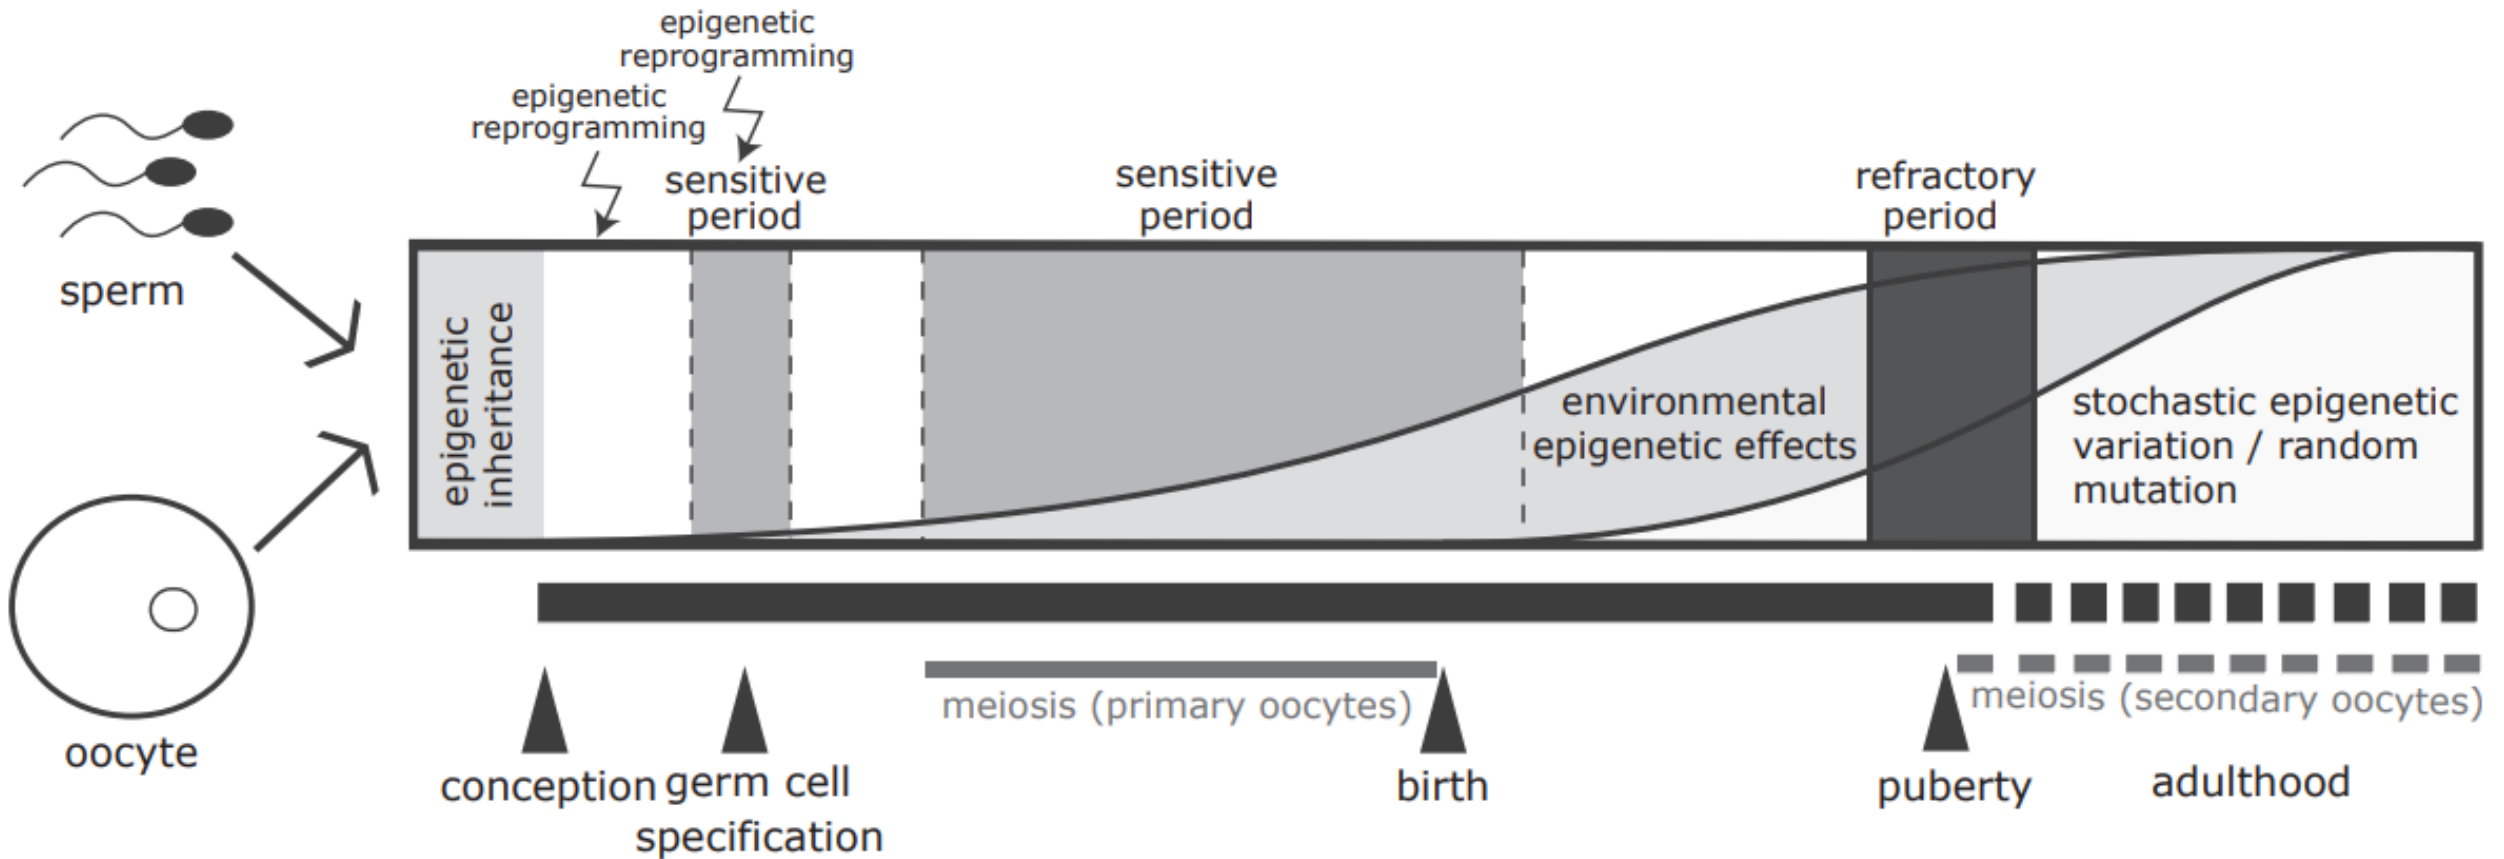 epigenetic
reprogramming
epigenetic
reprogramming
sensitive
period
sensitive
period
refractory
period
sperm
epigenetic
inheritance
environmental
epigenetic effects
stochastic epigenetic
variation / random
mutation
oocyte
meiosis (primary oocytes)
meiosis (secondary oocytes)
conception
germ cell
specification
birth
puberty
adulthood